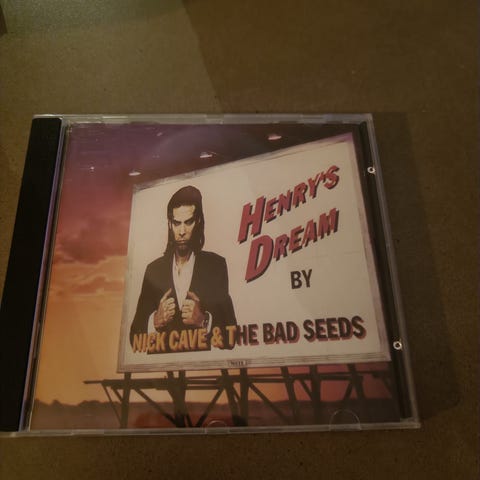 HENRY'S
DREAM
BY
NICK CAVE & THE BAD SEEDS